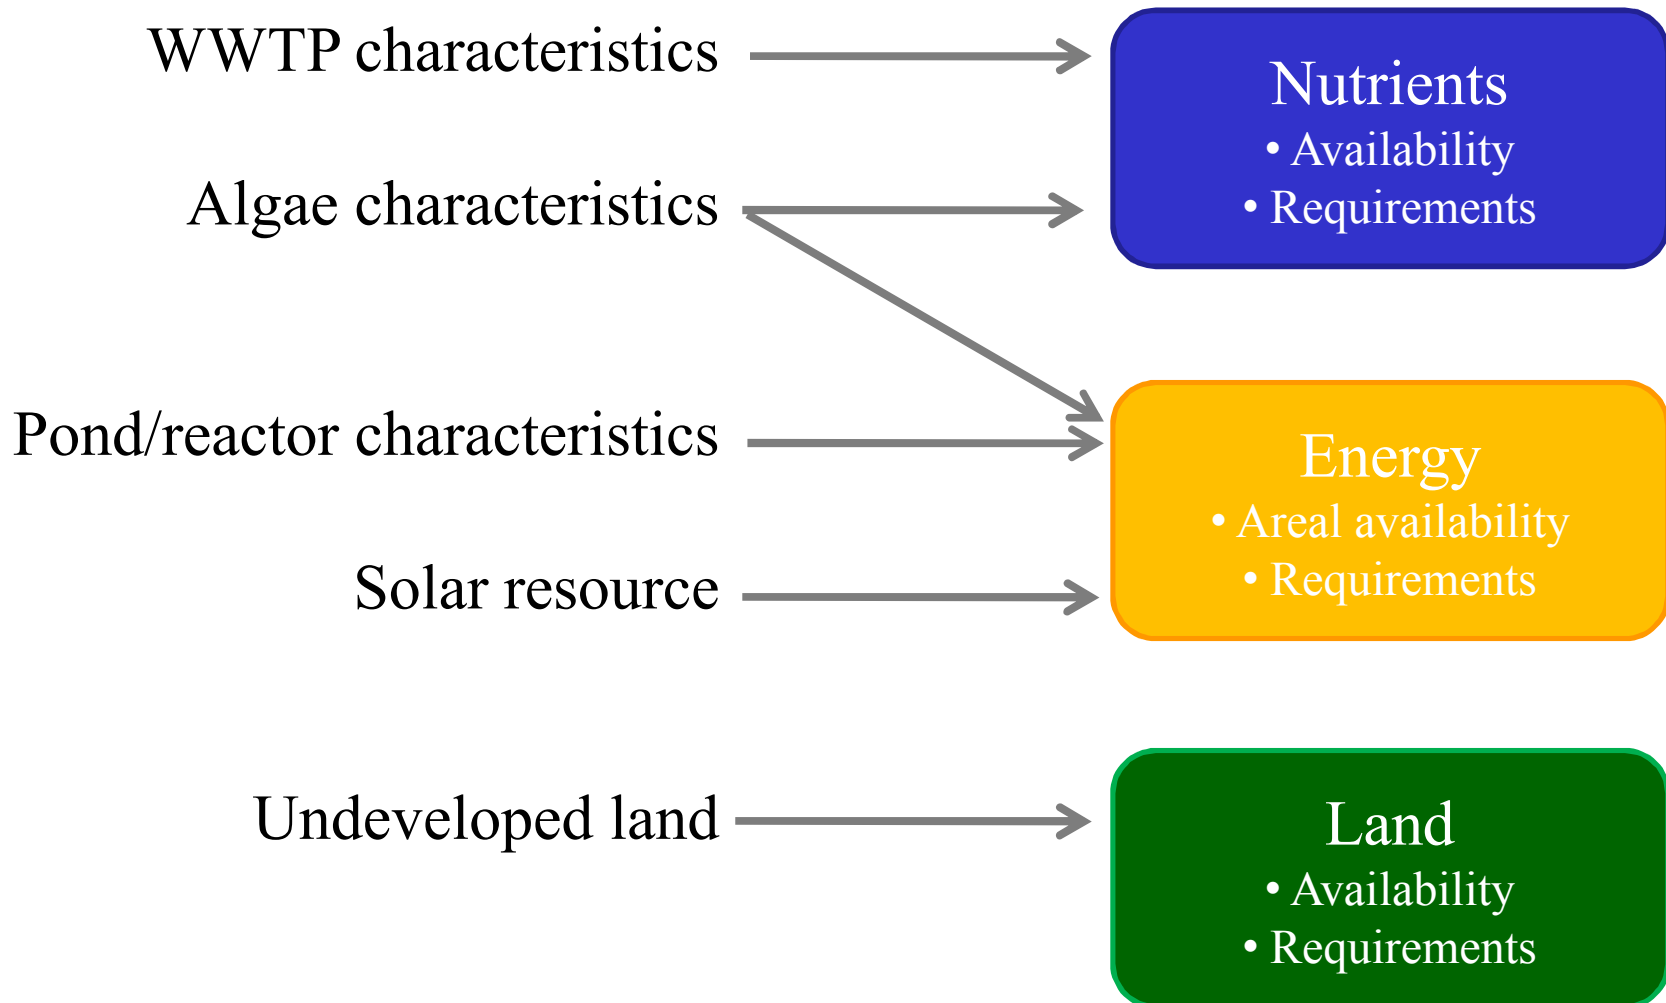 WWTP characteristics
Algae characteristics
Pond/reactor characteristics
Solar resource
Undeveloped land
Nutrients
• Availability
• Requirements
Energy
• Areal availability
• Requirements
Land
• Availability
• Requirements